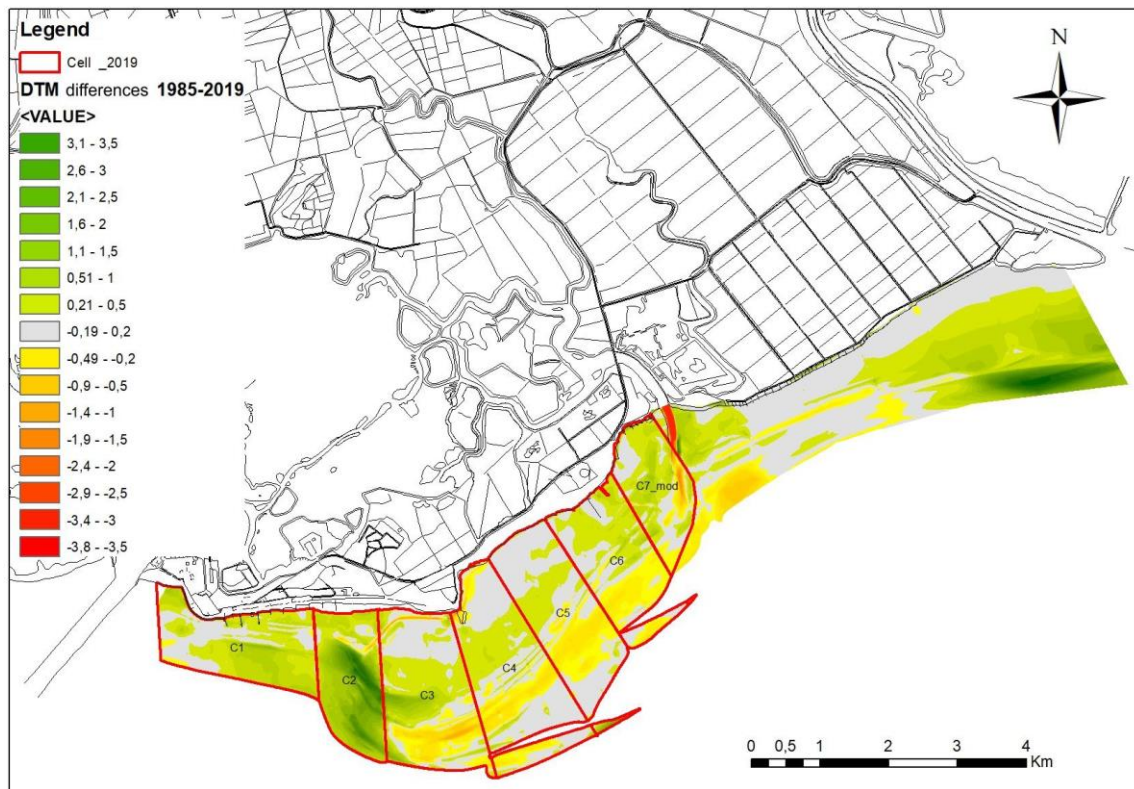 Legend
Cell _2019
DTM differences 1985-2019
<VALUE>
3,1 - 3,5
2,6 - 3
2,1 - 2,5
1,6 - 2
1,1 - 1,5
0,51 - 1
0,21 - 0,5
-0,19 - 0,2
-0,49 - -0,2
-0,9 - -0,5
-1,4 - -1
-1,9 - -1,5
-2,4 - -2
-2,9 - -2,5
-3,4 - -3
-3,8 - -3,5
N
C7_mod
C6
C5
C1
C4
C2
C3
0 0,5 1 2 3 4
Km